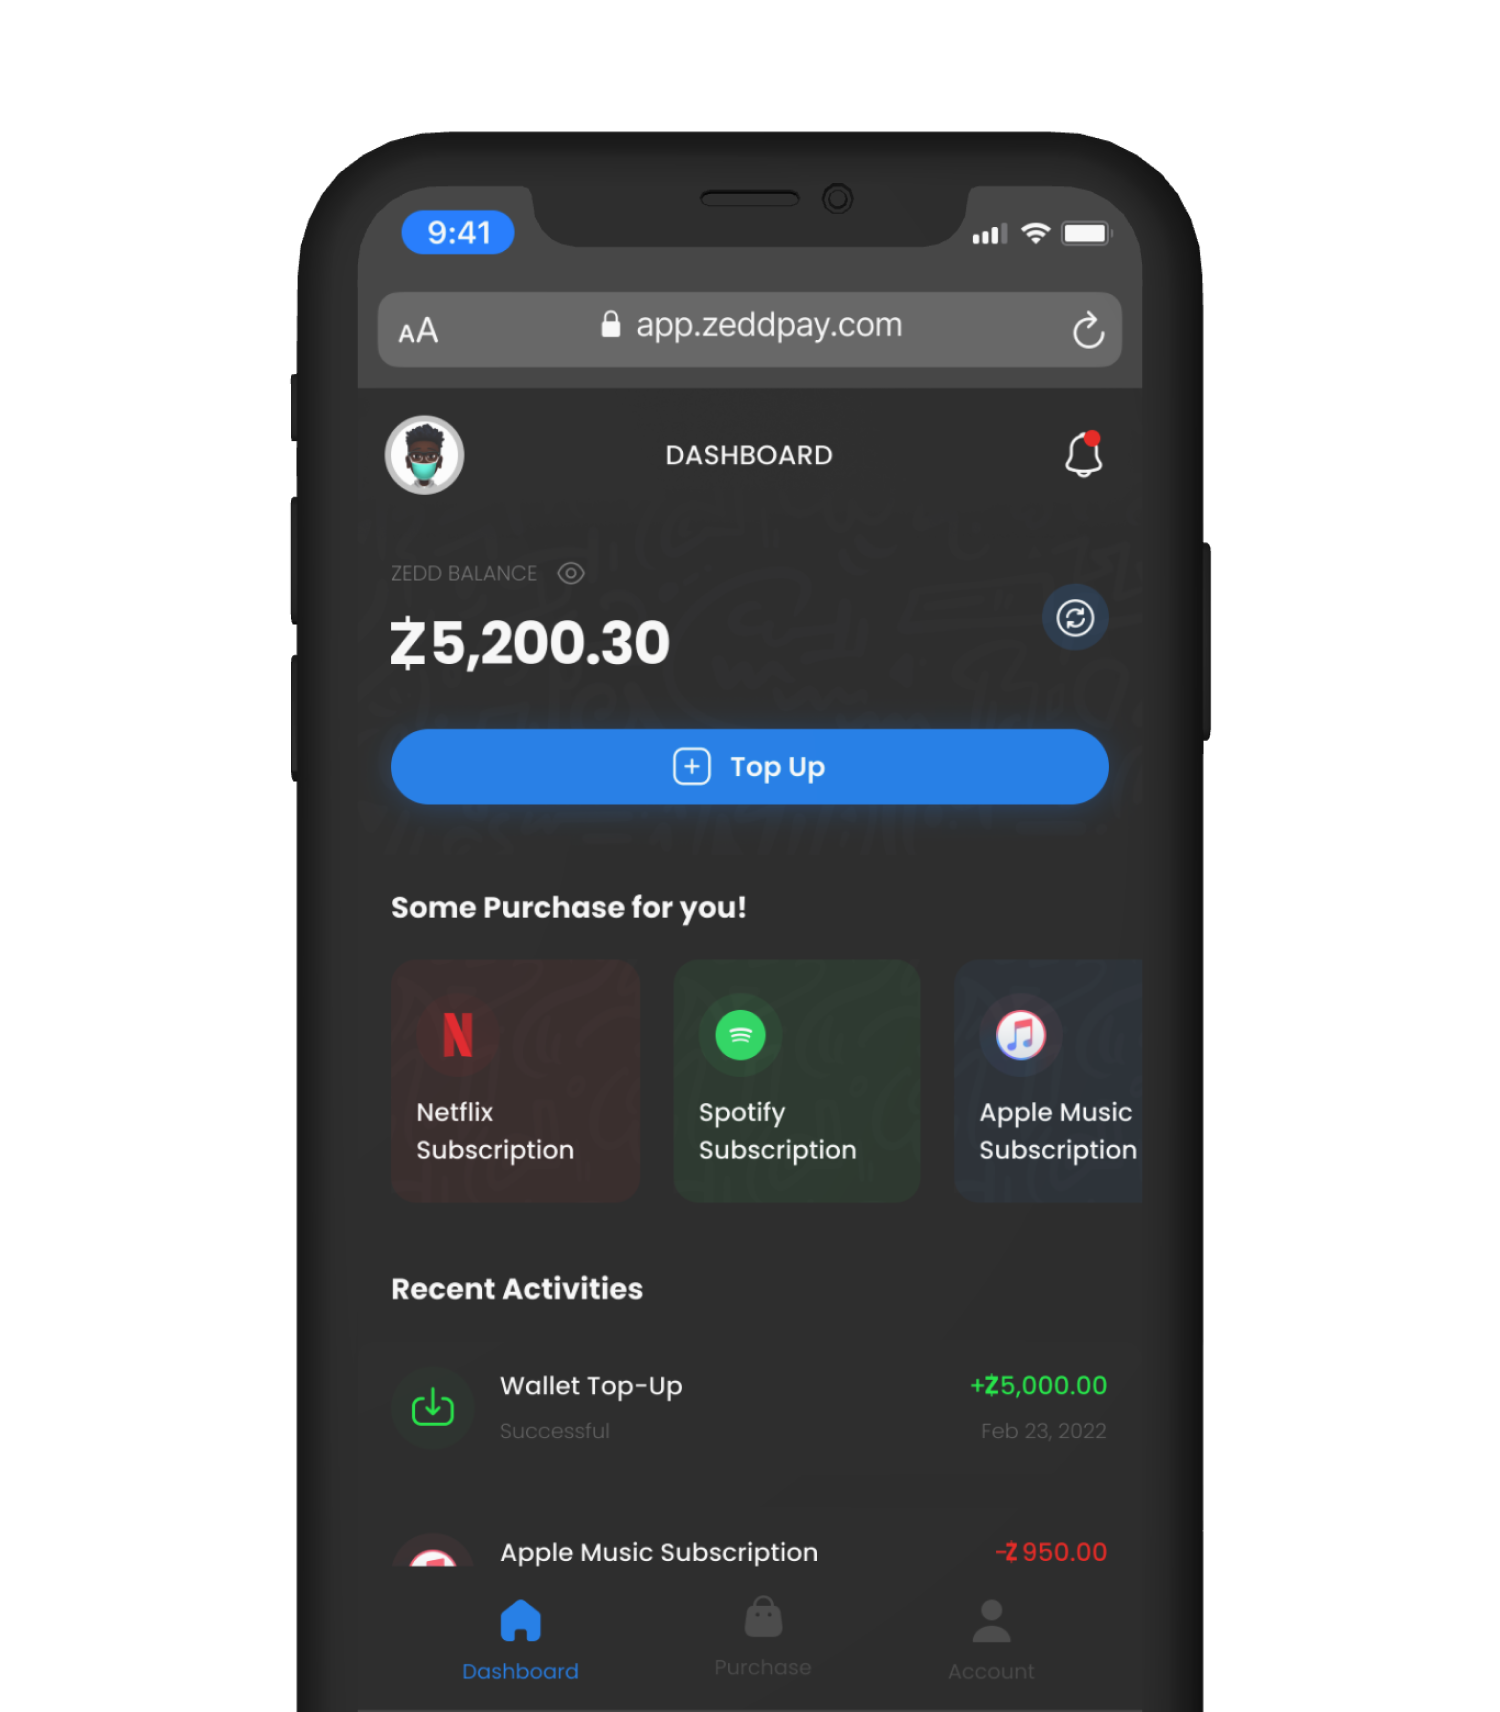 9:41
AA
app.zeddpay.com
DASHBOARD
ZEDD BALANCE
Ƶ5,200.30
Top Up
Some Purchase for you!
Netflix
Subscription
Spotify
Subscription
Apple Music
Subscription
Recent Activities
Wallet Top-Up
+Ƶ5,000.00
Successful
Feb 23, 2022
Apple Music Subscription
-Ƶ950.00
Dashboard
Purchase
Account